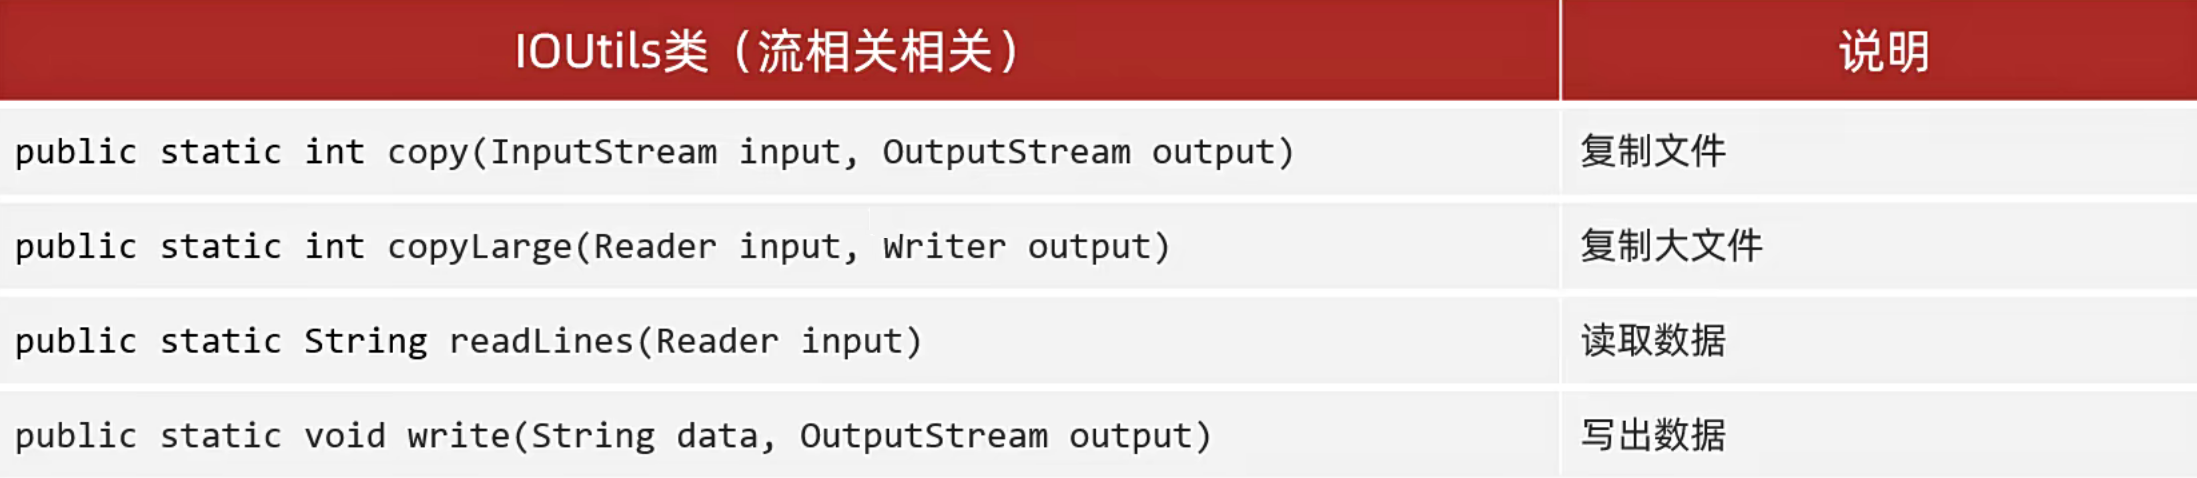 IOUtils类（流相关相关） 说明
public static int copy(InputStream input, OutputStream output) 复制文件
public static int copyLarge(Reader input, Writer output) 复制大文件
public static String readLines(Reader input) 读取数据
public static void write(String data, OutputStream output) 写出数据